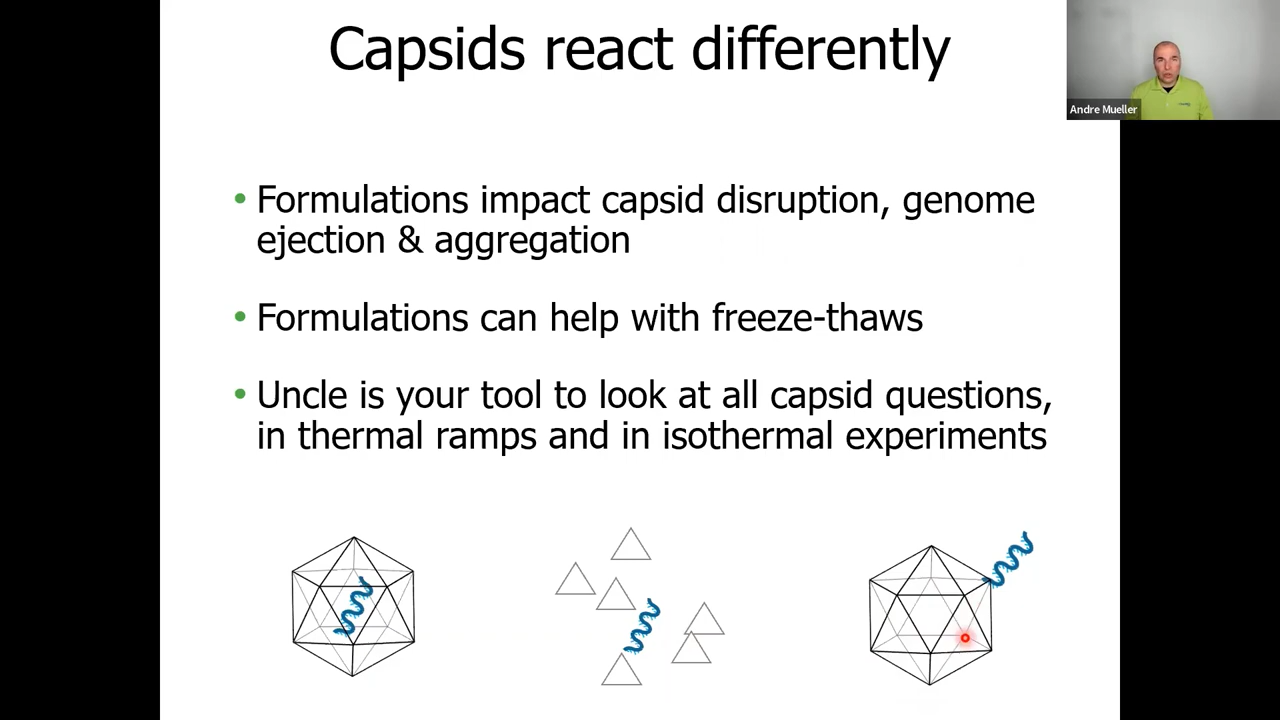 Capsids react differently
Andre Mueller
• Formulations impact capsid disruption, genome
ejection & aggregation
• Formulations can help with freeze-thaws
• Uncle is your tool to look at all capsid questions,
in thermal ramps and in isothermal experiments